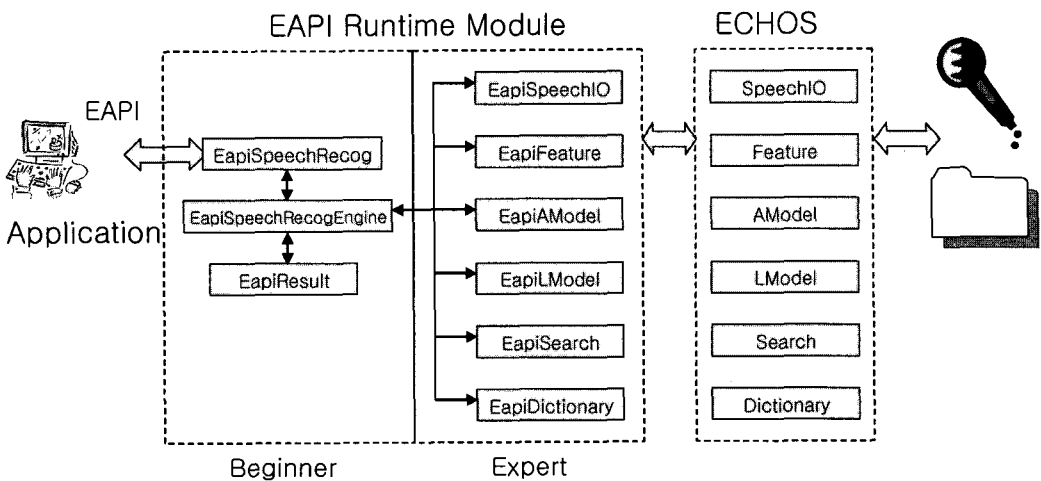 EAPI Runtime Module
ECHOS
EAPI
Application
EapiSpeechRecog
EapiSpeechRecogEngine
EapiResult
EapiSpeechIO
EapiFeature
EapiAModel
EapiLModel
EapiSearch
EapiDictionary
SpeechIO
Feature
AModel
LModel
Search
Dictionary
Beginner
Expert